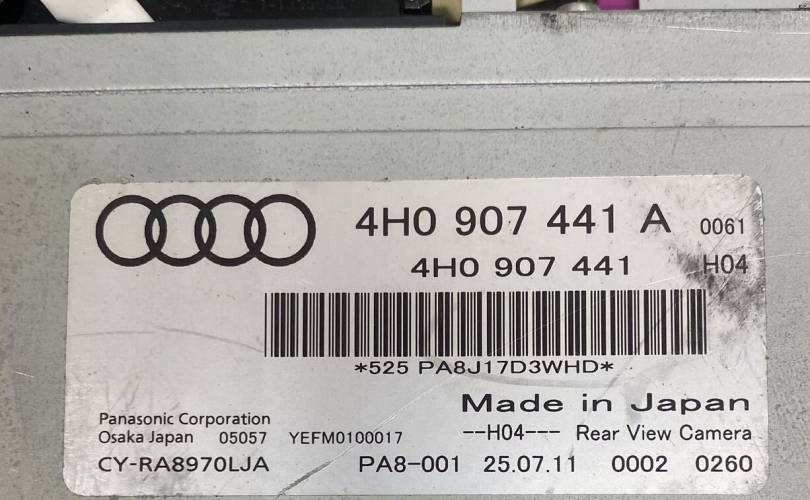 4H0 907 441 A 0061
4H0 907 441 H04
*525 PA8J17D3WHD*
Made in Japan
Panasonic Corporation
Osaka Japan 05057 YEFM0100017 --H04--- Rear View Camera
CY-RA8970LJA PA8-001 25.07.11 0002 0260